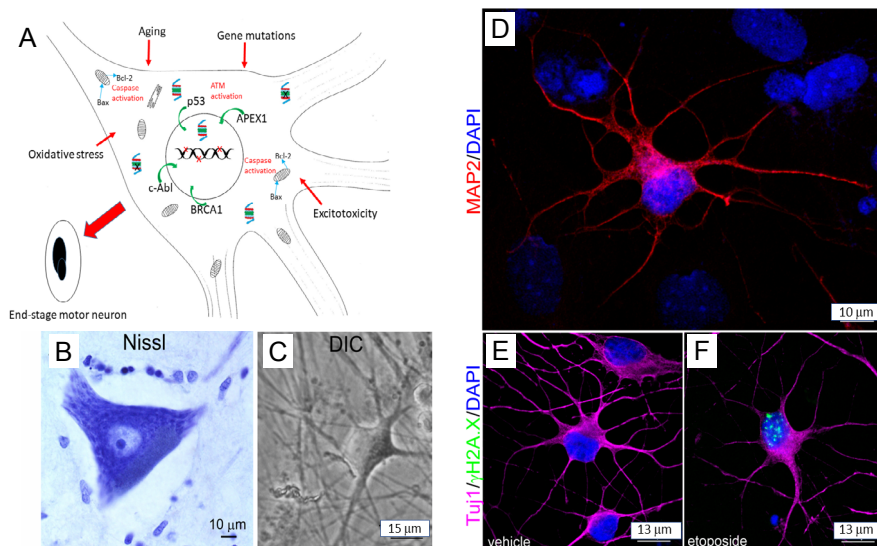 A
Aging
Gene mutations
Bcl-2
Caspase
activation
Bax
ATM
activation
p53
APEX1
Oxidative stress
Caspase
activation
Bcl-2
Bax
c-Abl
BRCA1
Excitotoxicity
End-stage motor neuron
B
Nissl
10 µm
C
DIC
15 µm
D
MAP2/DAPI
10 µm
E
Tuj1/γH2A.X/DAPI
vehicle
13 µm
F
etoposide
13 µm